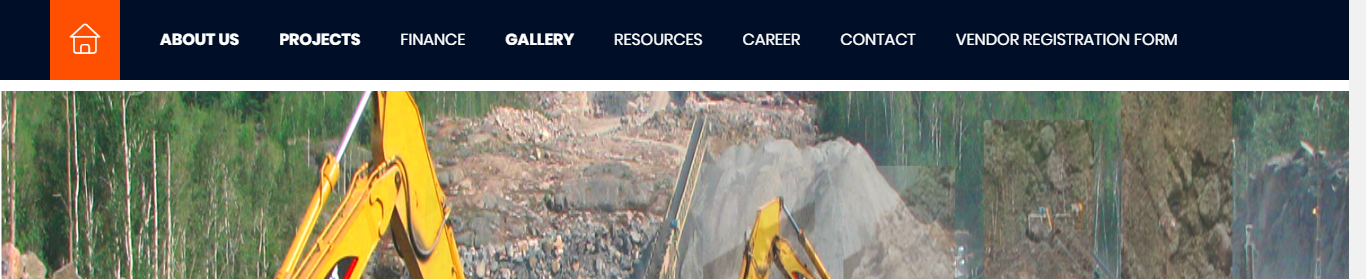 ABOUT US PROJECTS FINANCE GALLERY RESOURCES CAREER CONTACT VENDOR REGISTRATION FORM